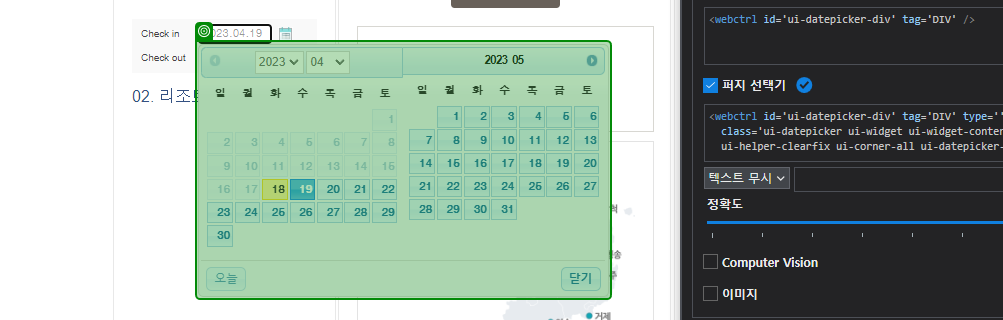 Check in 2023.04.19
Check out
02. 리조트
2023 04
일 월 화 수 목 금 토
1
2 3 4 5 6 7 8
9 10 11 12 13 14 15
16 17 18 19 20 21 22
23 24 25 26 27 28 29
30
오늘
2023 05
일 월 화 수 목 금 토
1 2 3 4 5 6
7 8 9 10 11 12 13
14 15 16 17 18 19 20
21 22 23 24 25 26 27
28 29 30 31
닫기
거제
<webctrl id='ui-datepicker-div' tag='DIV' />
퍼지 선택기
<webctrl id='ui-datepicker-div' tag='DIV' type=''
class='ui-datepicker ui-widget ui-widget-conter
ui-helper-clearfix ui-corner-all ui-datepicker-
텍스트 무시
정확도
Computer Vision
이미지